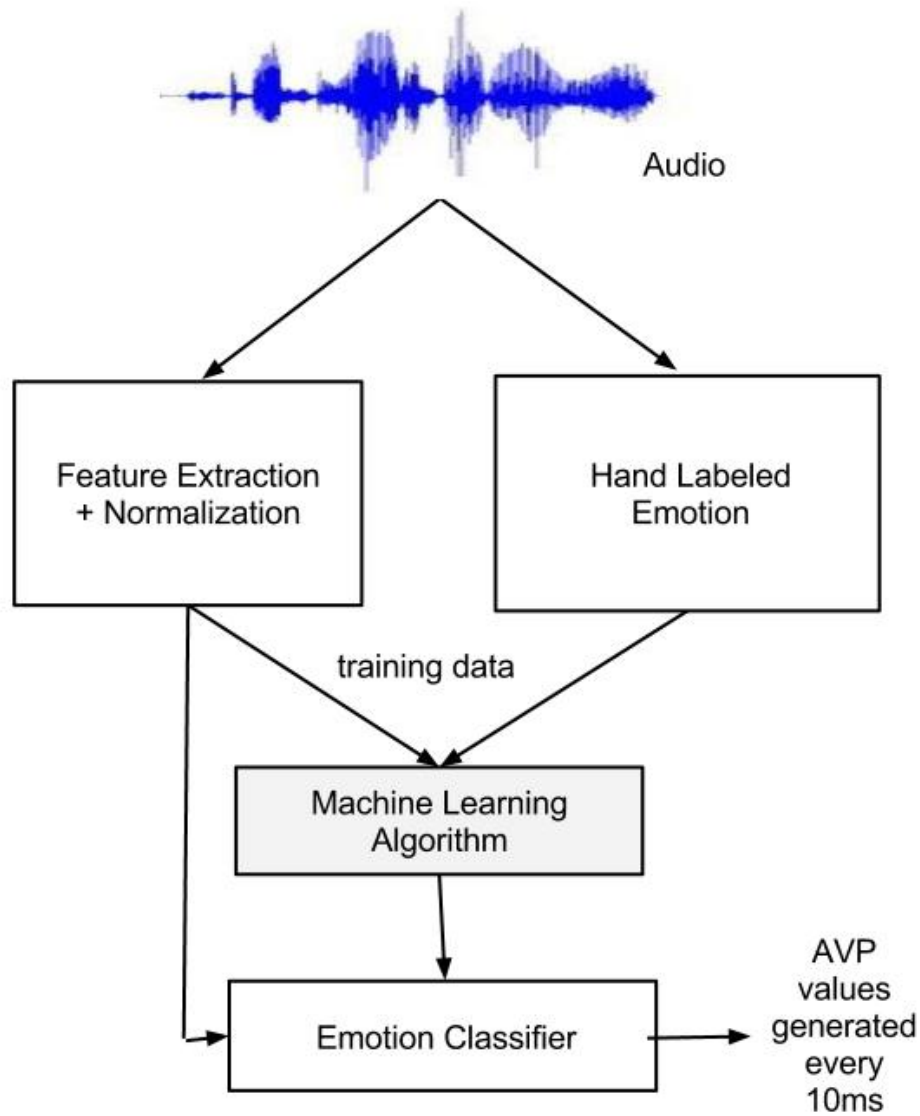 Audio
Feature Extraction
+ Normalization
Hand Labeled
Emotion
training data
Machine Learning
Algorithm
Emotion Classifier
AVP
values
generated
every
10ms